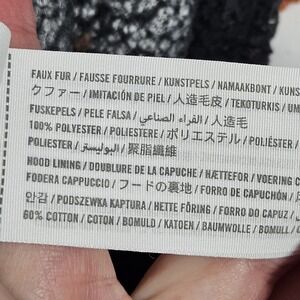 FAUX FUR / FAUSSE FOURRURE / KUNSTPELS / NAMAAKBONT / KUNST
クファー / IMITACIÓN DE PIEL / 人造毛皮 / TEKOTURKIS / UM
FUSKEPELS / PELE FALSA / الفراء الصناعي / 人造毛
100% POLYESTER / POLIESTERE / ポリエステル / POLIÉSTER /
POLIESTER / البوليستر / 聚脂纖維
HOOD LINING / DOUBLURE DE LA CAPUCHE / HÆTTEFOR / VOERING C
FODERA CAPPUCCIO / フードの裏地 / FORRO DE CAPUCHÓN /
안감 / PODSZEWKA KAPTURA / HETTE FÔRING / FORRO DO CAPUZ /
60% COTTON / COTON / BOMULD / KATOEN / BAUMWOLLE / BOMULL / C